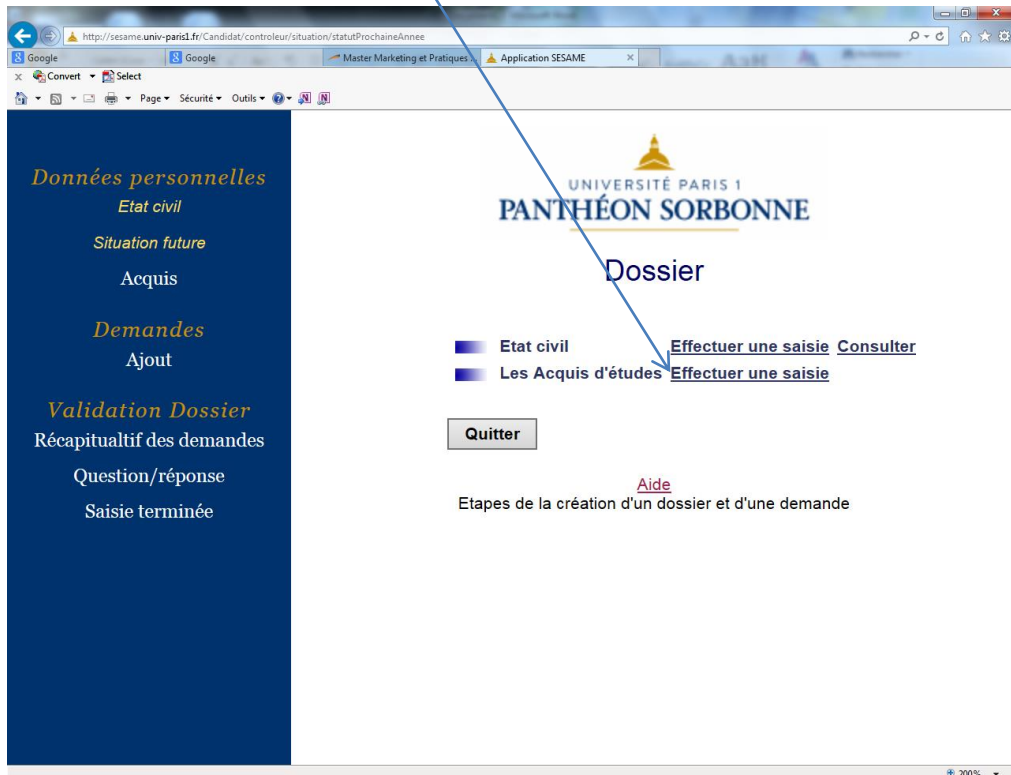 http://sesame.univ-paris1.fr/Candidat/controleur/situation/statutProchaineAnnee
Google Google Master Marketing et Pratiques... Application SESAME
x Convert Select
Page Sécurité Outils
Données personnelles
Etat civil
Situation future
Acquis
Demandes
Ajout
Validation Dossier
Récapitualtif des demandes
Question/réponse
Saisie terminée
UNIVERSITÉ PARIS 1
PANTHÉON SORBONNE
Dossier
Etat civil Effectuer une saisie Consulter
Les Acquis d'études Effectuer une saisie
Quitter
Aide
Etapes de la création d'un dossier et d'une demande
200%